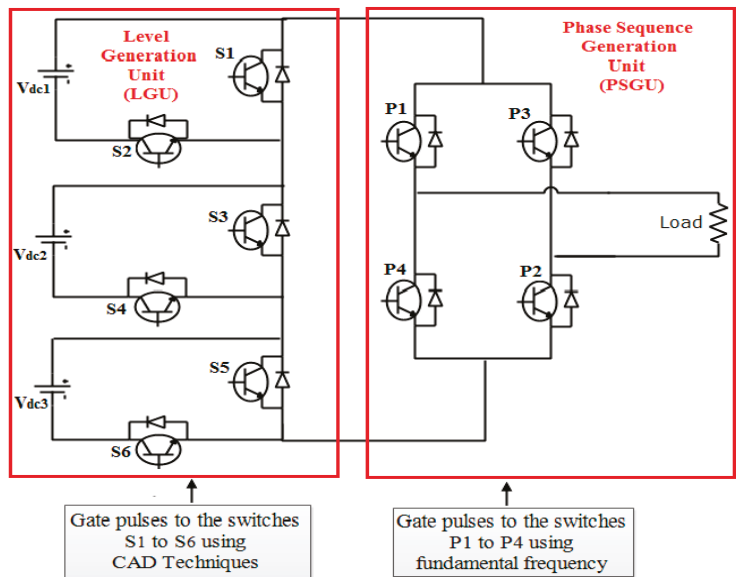 Level
Generation
Unit
(LGU)
Phase Sequence
Generation
Unit
(PSGU)
S1
Vdc1
S2
P1
P3
S3
Load
Vdc2
S4
P4
P2
S5
Vdc3
S6
Gate pulses to the switches
S1 to S6 using
CAD Techniques
Gate pulses to the switches
P1 to P4 using
fundamental frequency